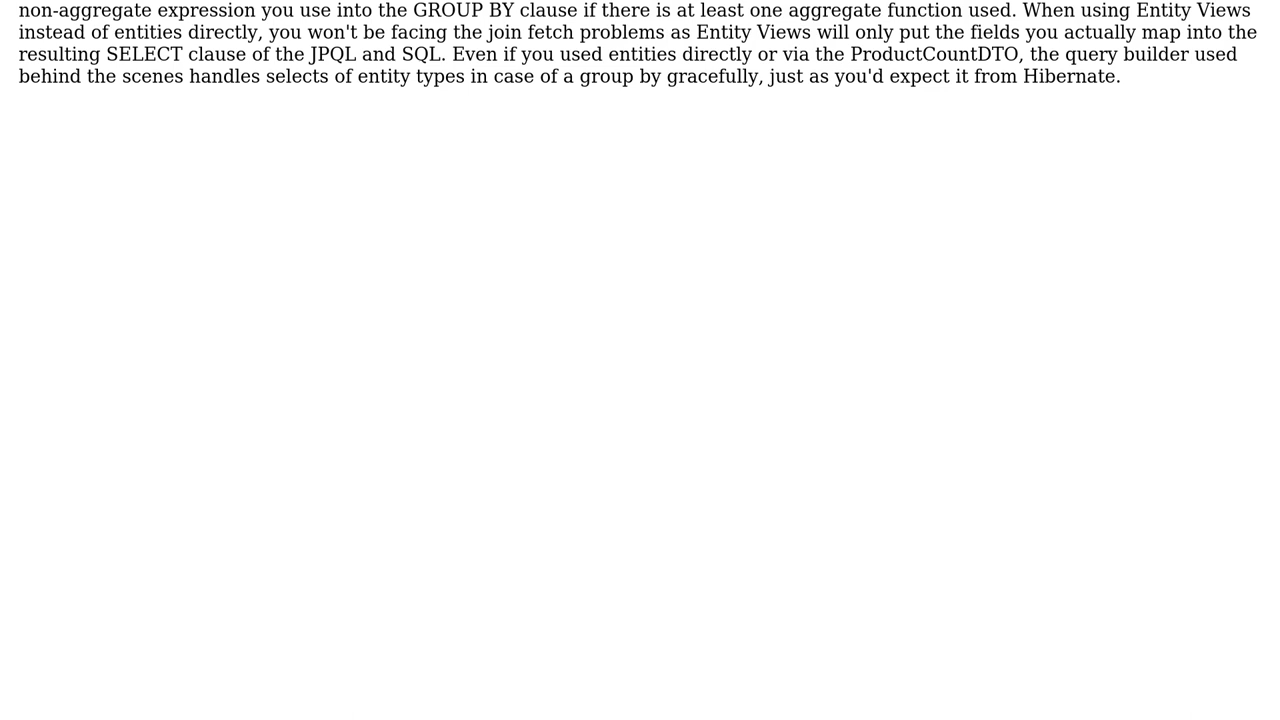 non-aggregate expression you use into the GROUP BY clause if there is at least one aggregate function used. When using Entity Views
instead of entities directly, you won't be facing the join fetch problems as Entity Views will only put the fields you actually map into the
resulting SELECT clause of the JPQL and SQL. Even if you used entities directly or via the ProductCountDTO, the query builder used
behind the scenes handles selects of entity types in case of a group by gracefully, just as you'd expect it from Hibernate.